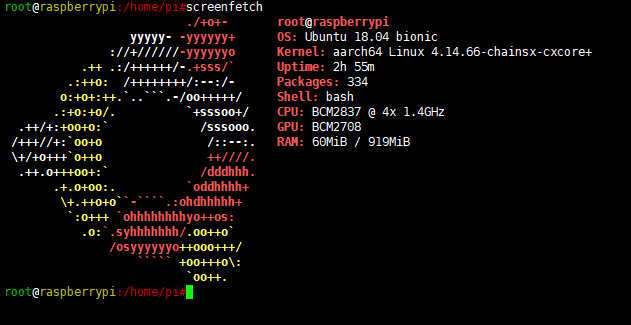 root@raspberrypi:/home/pi#screenfetch
                          ./+o+-       root@raspberrypi
                  yyyyy- -yyyyyy+      OS: Ubuntu 18.04 bionic
               ://+//////-yyyyyyo      Kernel: aarch64 Linux 4.14.66-chainsx-cxcore+
           .++ .:/++++++/-.+sss/`      Uptime: 2h 55m
         .:++o:  /++++++++/:--:/-      Packages: 334
        o:+o+:++.`..```.-/oo+++++/     Shell: bash
       .:+o:+o/.          `+sssoo+/    CPU: BCM2837 @ 4x 1.4GHz
  .++/+:+oo+o:`             /sssooo.   GPU: BCM2708
 /+++//+:`oo+o               /::--:.   RAM: 60MiB / 919MiB
 \+/+o+++`o++o               ++////.
  .++.o+++oo+:`             /dddhhh.
       .+.o+oo:.          `oddhhhh+
        \+.++o+o``-````.:ohdhhhhh+
         `:o+++ `ohhhhhhhhyo++os:
           .o:`.syhhhhhhh/.oo++o`
               /osyyyyyyo++ooo+++/
                   ````` +oo+++o\:
                          `oo++.
root@raspberrypi:/home/pi#